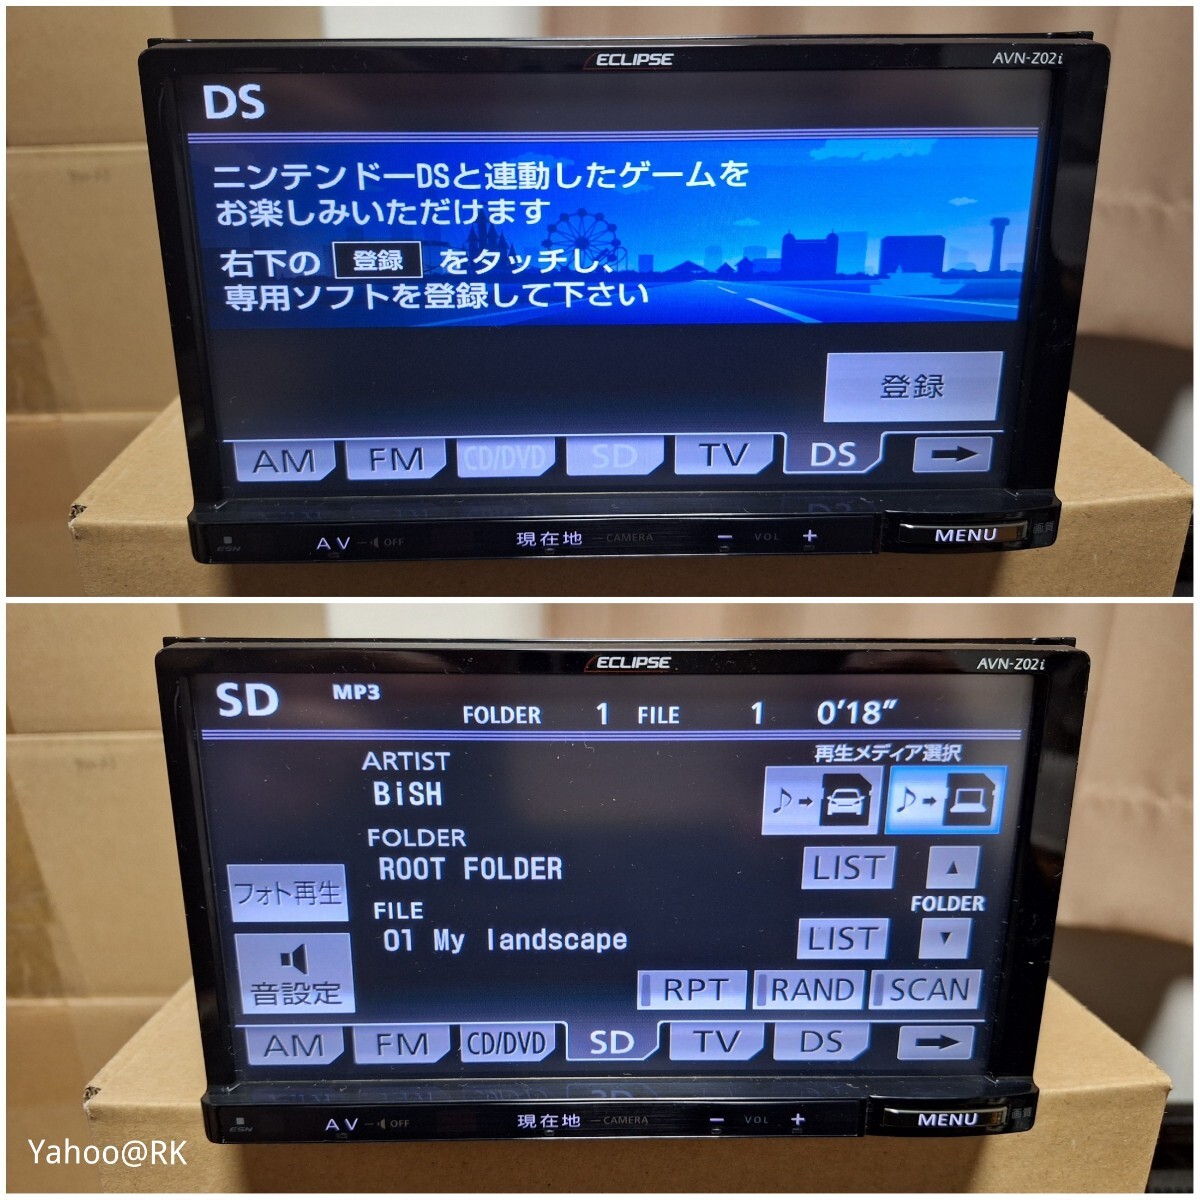 ECLIPSE
AVN-Z02i
DS
ニンテンドーDSと連動したゲームを
お楽しみいただけます
右下の 登録 をタッチし、
専用ソフトを登録して下さい
登録
AM FM CD/DVD SD TV DS
ESN AV OFF 現在地 CAMERA − VOL + MENU 画質
ECLIPSE
AVN-Z02i
SD MP3
FOLDER 1 FILE 1 0'18"
再生メディア選択
ARTIST
BiSH
FOLDER
ROOT FOLDER
LIST
FOLDER
フォト再生
FILE
01 My landscape
LIST
音設定
RPT RAND SCAN
AM FM CD/DVD SD TV DS
ESN AV OFF 現在地 CAMERA − VOL + MENU 画質
Yahoo@RK